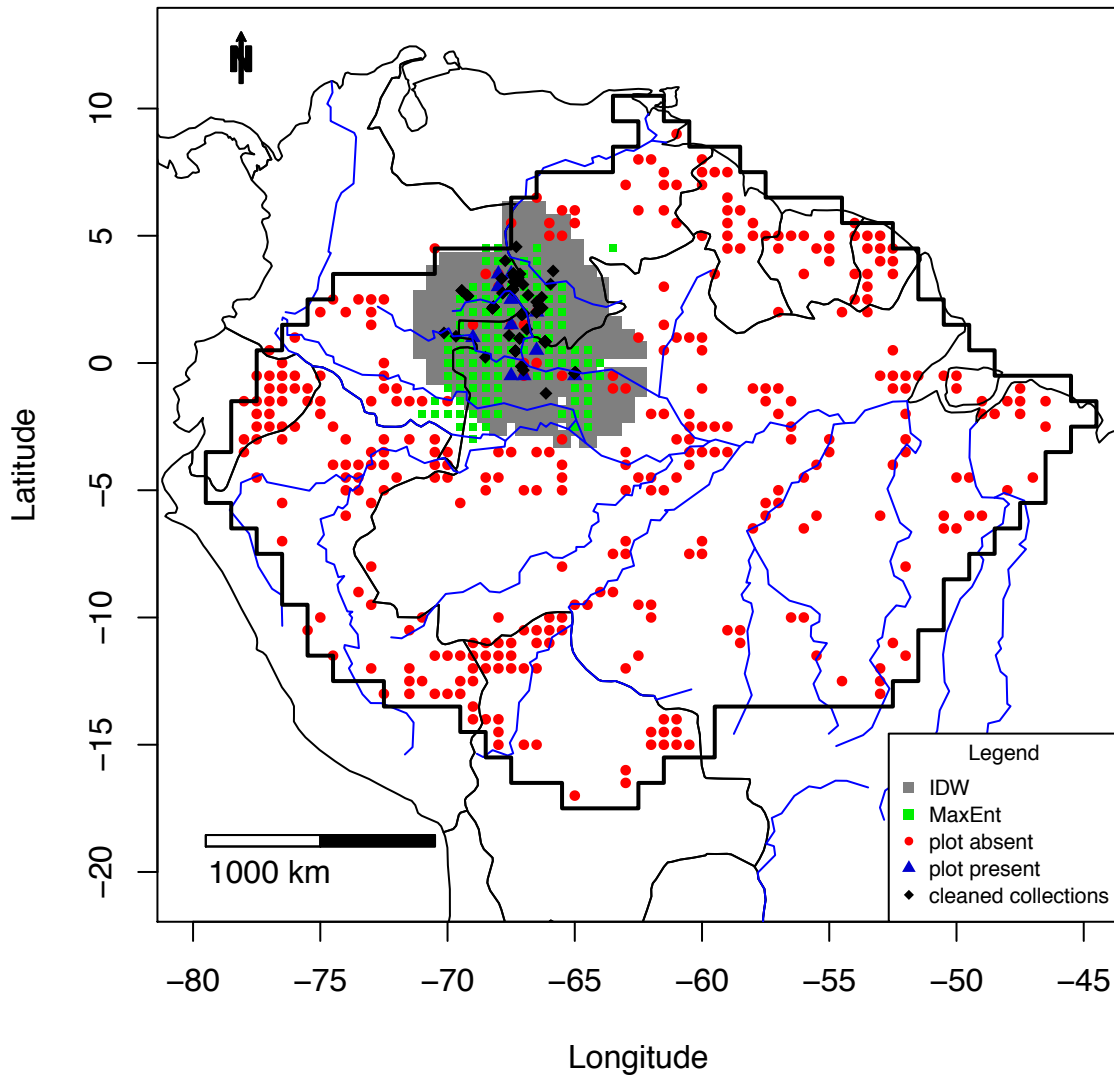 N
10
5
0
−5
−10
−15
−20
Latitude
1000 km
Legend
IDW
MaxEnt
plot absent
plot present
cleaned collections
−80 −75 −70 −65 −60 −55 −50 −45
Longitude